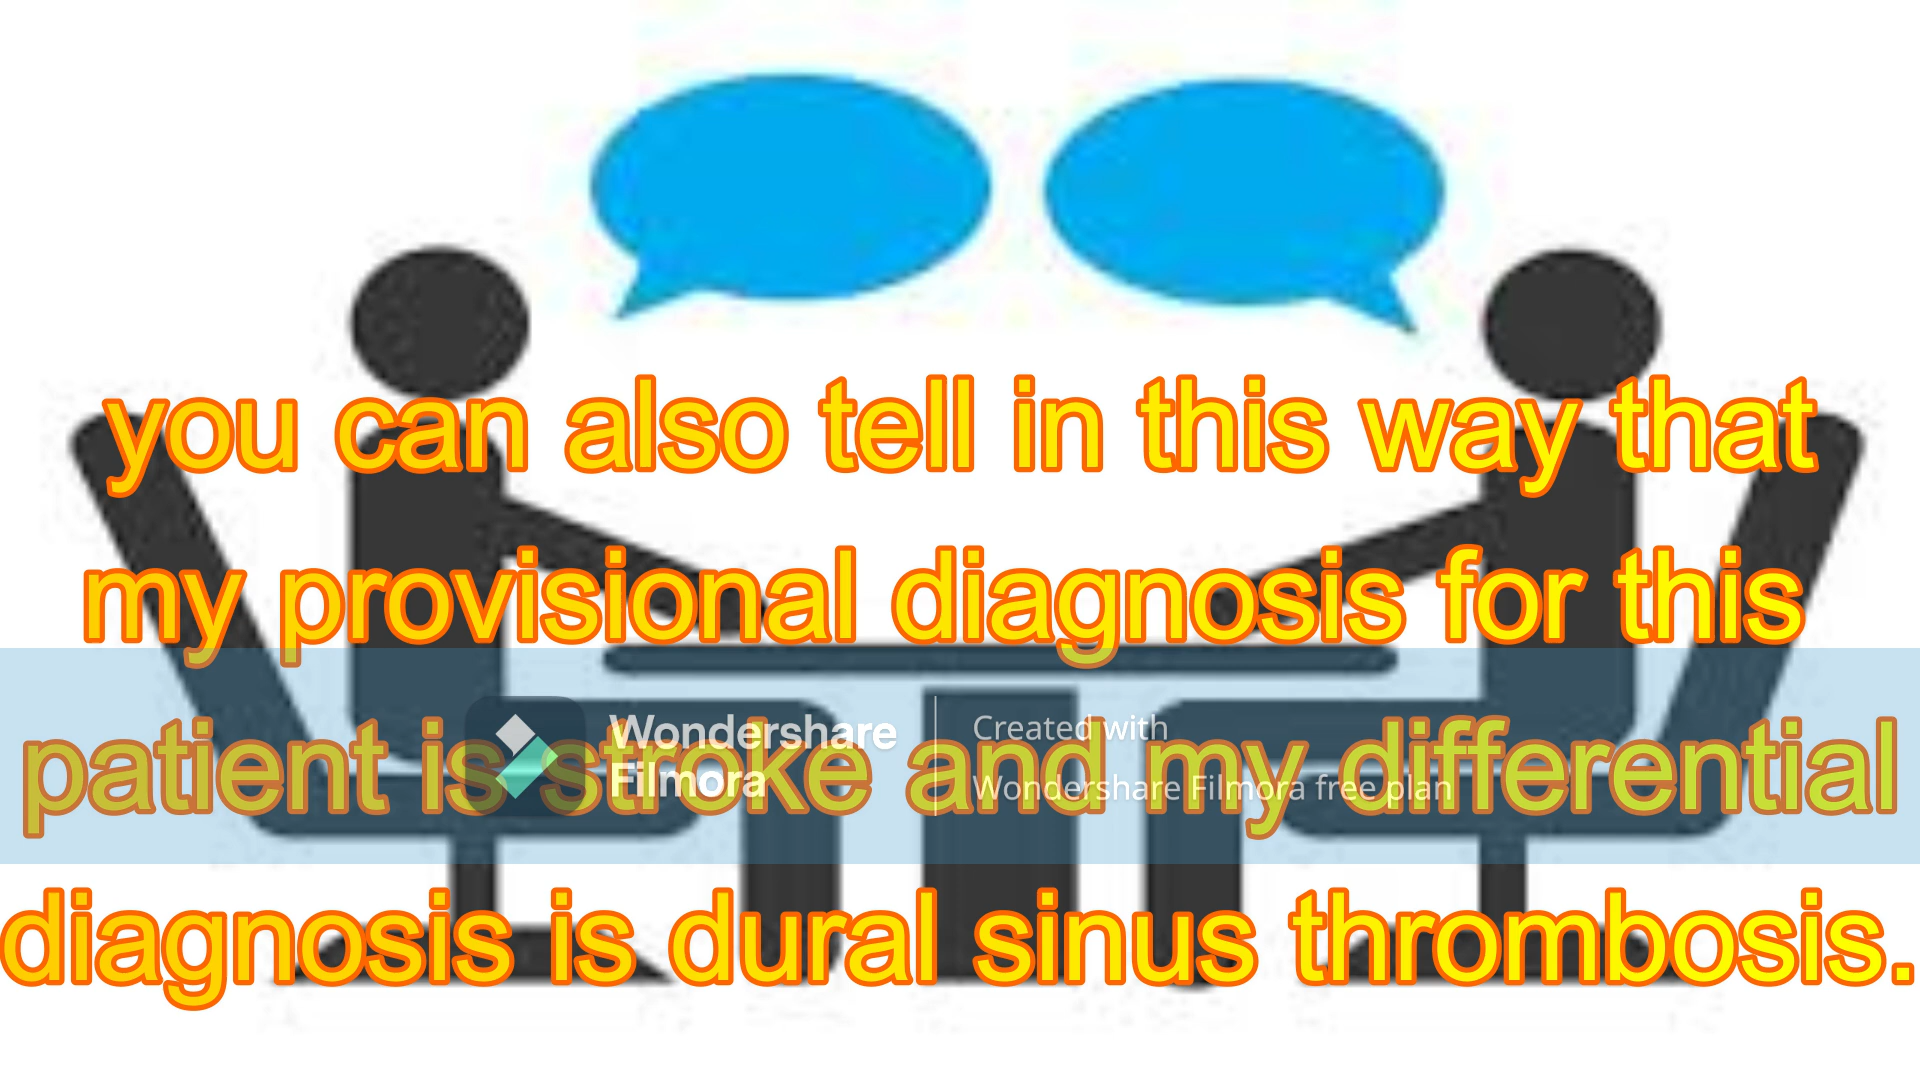 you can also tell in this way that
my provisional diagnosis for this
patient is stroke and my differential
Wondershare
Filmora
Created with
Wondershare Filmora free plan
diagnosis is dural sinus thrombosis.